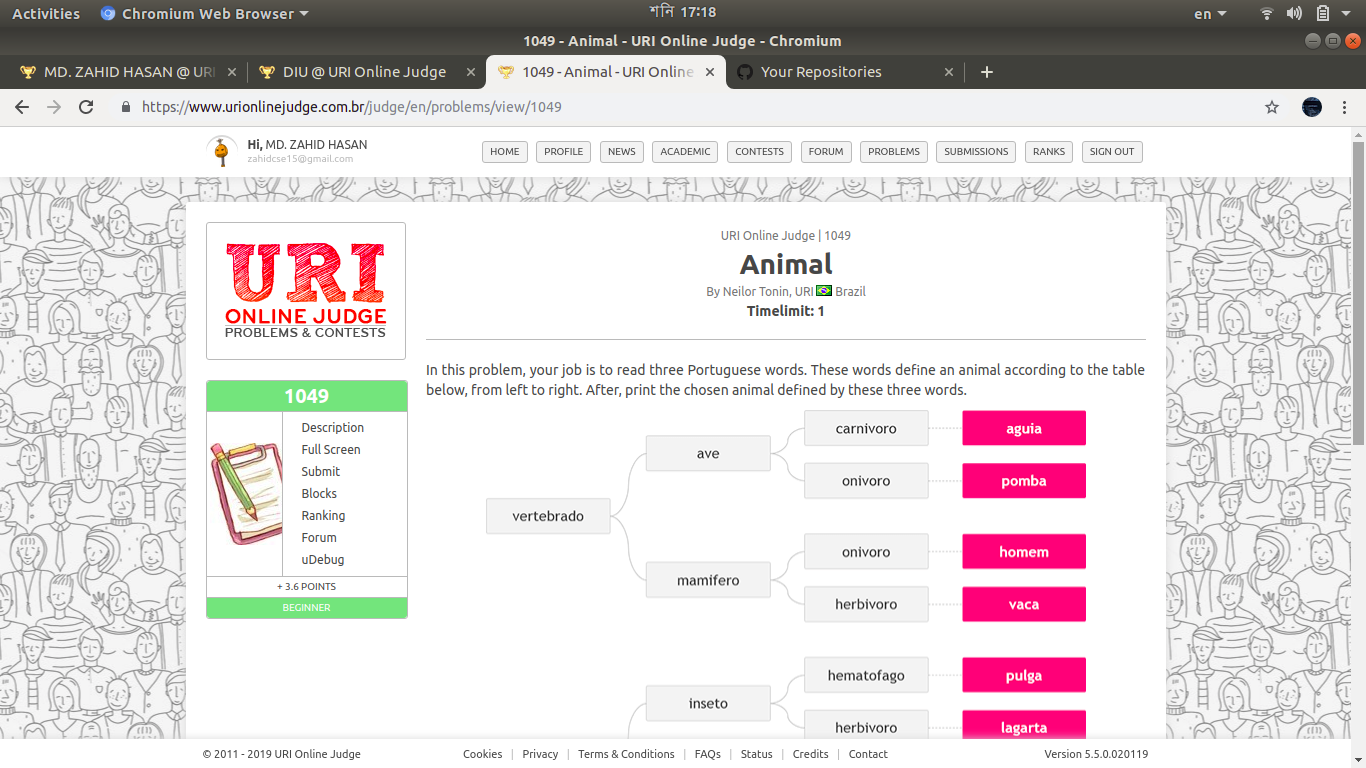 Activities Chromium Web Browser শনি 17:18 en
1049 - Animal - URI Online Judge - Chromium
MD. ZAHID HASAN @ URI DIU @ URI Online Judge 1049 - Animal - URI Online Your Repositories
https://www.urionlinejudge.com.br/judge/en/problems/view/1049
Hi, MD. ZAHID HASAN
zahidcse15@gmail.com
HOME PROFILE NEWS ACADEMIC CONTESTS FORUM PROBLEMS SUBMISSIONS RANKS SIGN OUT
URI
ONLINE JUDGE
PROBLEMS & CONTESTS
1049
Description
Full Screen
Submit
Blocks
Ranking
Forum
uDebug
+ 3.6 POINTS
BEGINNER
URI Online Judge | 1049
Animal
By Neilor Tonin, URI Brazil
Timelimit: 1
In this problem, your job is to read three Portuguese words. These words define an animal according to the table
below, from left to right. After, print the chosen animal defined by these three words.
carnivoro aguia
ave
onivoro pomba
vertebrado
onivoro homem
mamifero
herbivoro vaca
hematofago pulga
inseto
herbivoro lagarta
© 2011 - 2019 URI Online Judge Cookies | Privacy | Terms & Conditions | FAQs | Status | Credits | Contact Version 5.5.0.020119